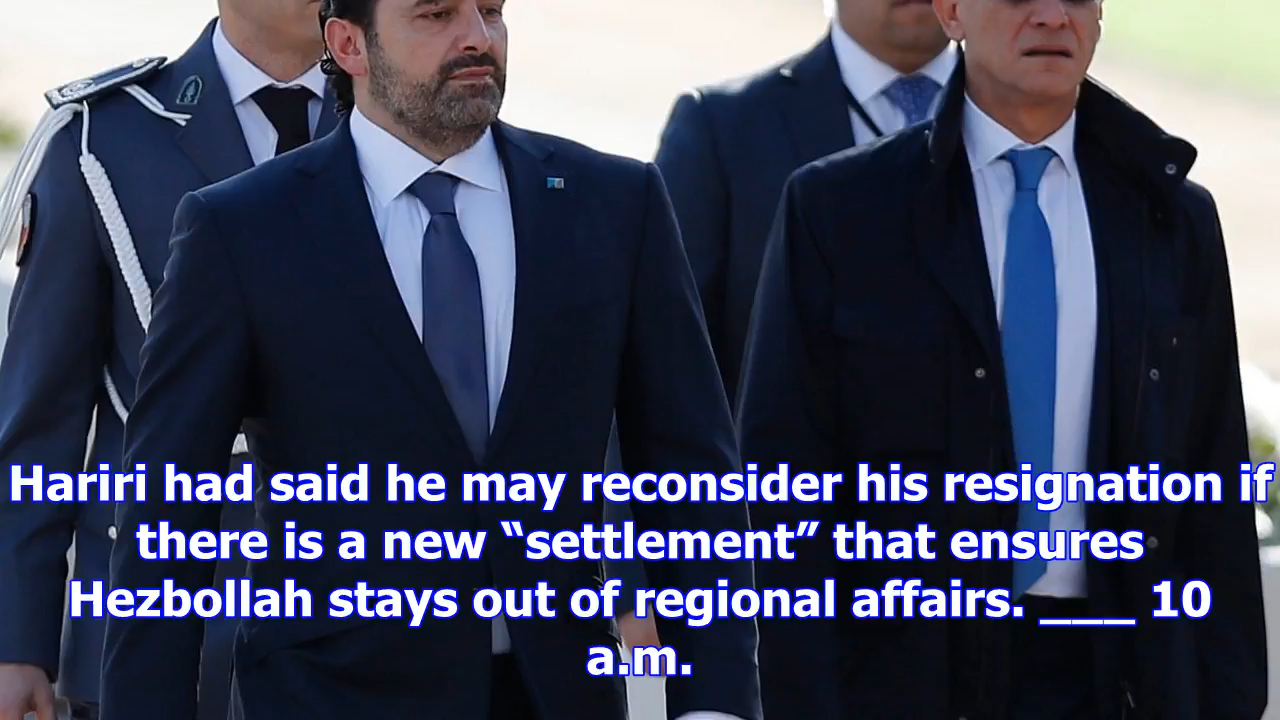 Hariri had said he may reconsider his resignation if
there is a new “settlement” that ensures
Hezbollah stays out of regional affairs. ___ 10
a.m.